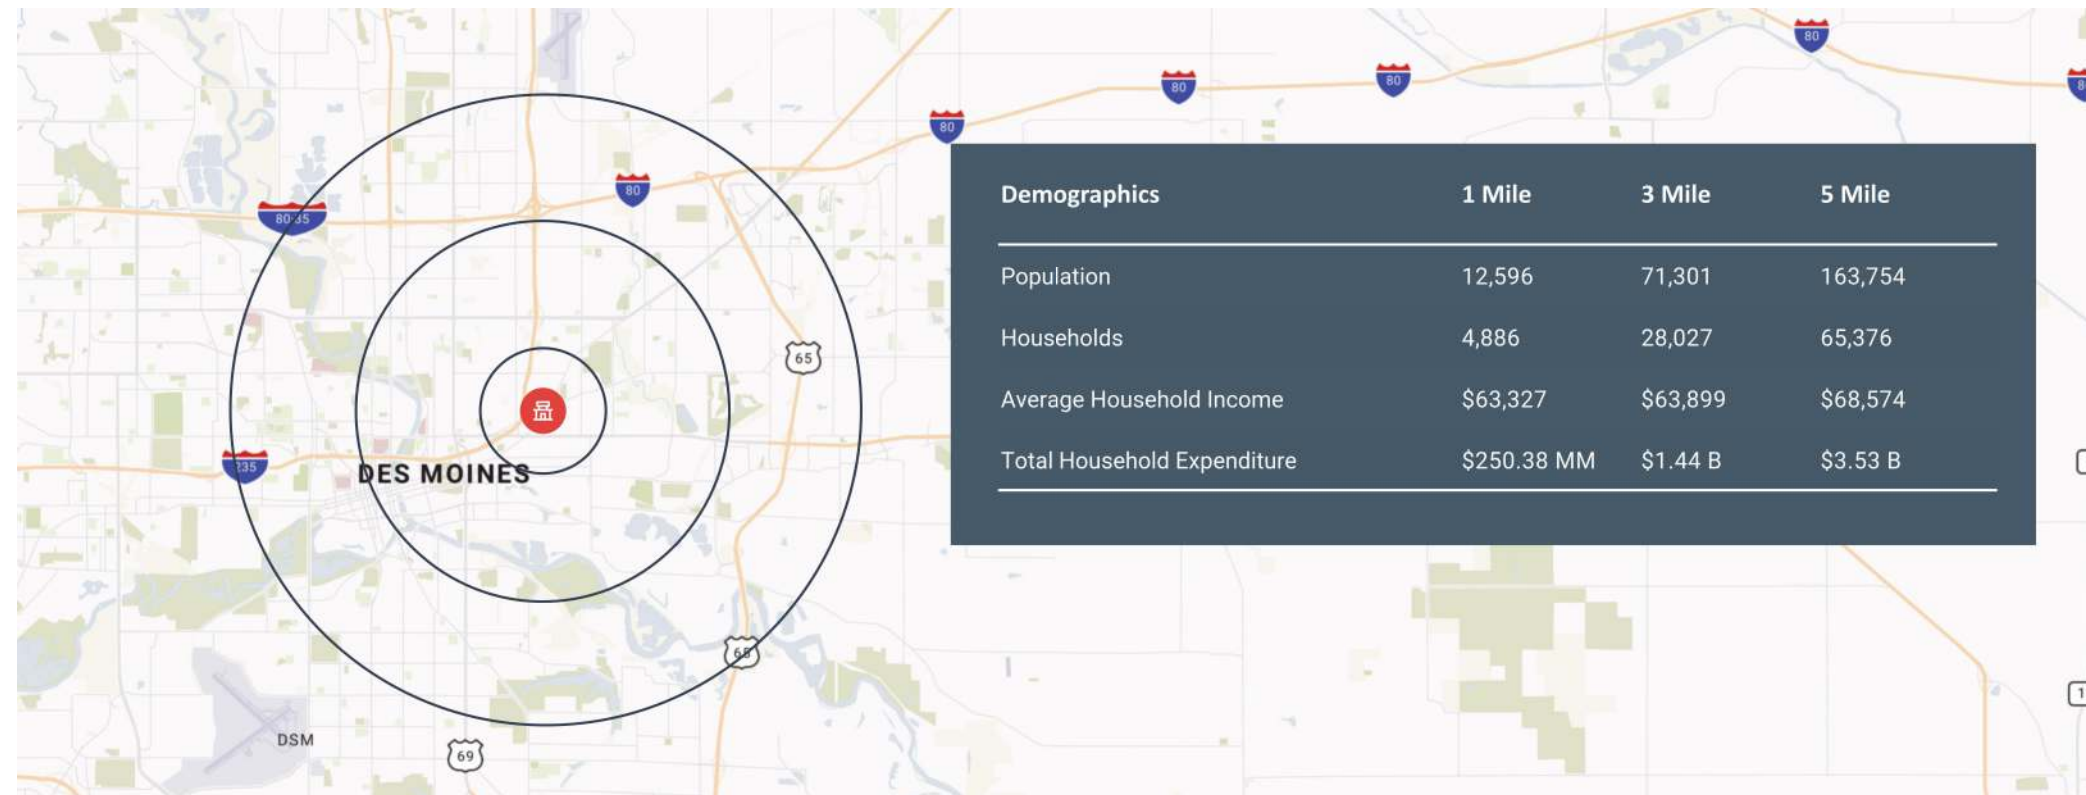 80
80
80
80
80
80-35
65
235
DES MOINES
65
DSM
69
Demographics 1 Mile 3 Mile 5 Mile
Population 12,596 71,301 163,754
Households 4,886 28,027 65,376
Average Household Income $63,327 $63,899 $68,574
Total Household Expenditure $250.38 MM $1.44 B $3.53 B